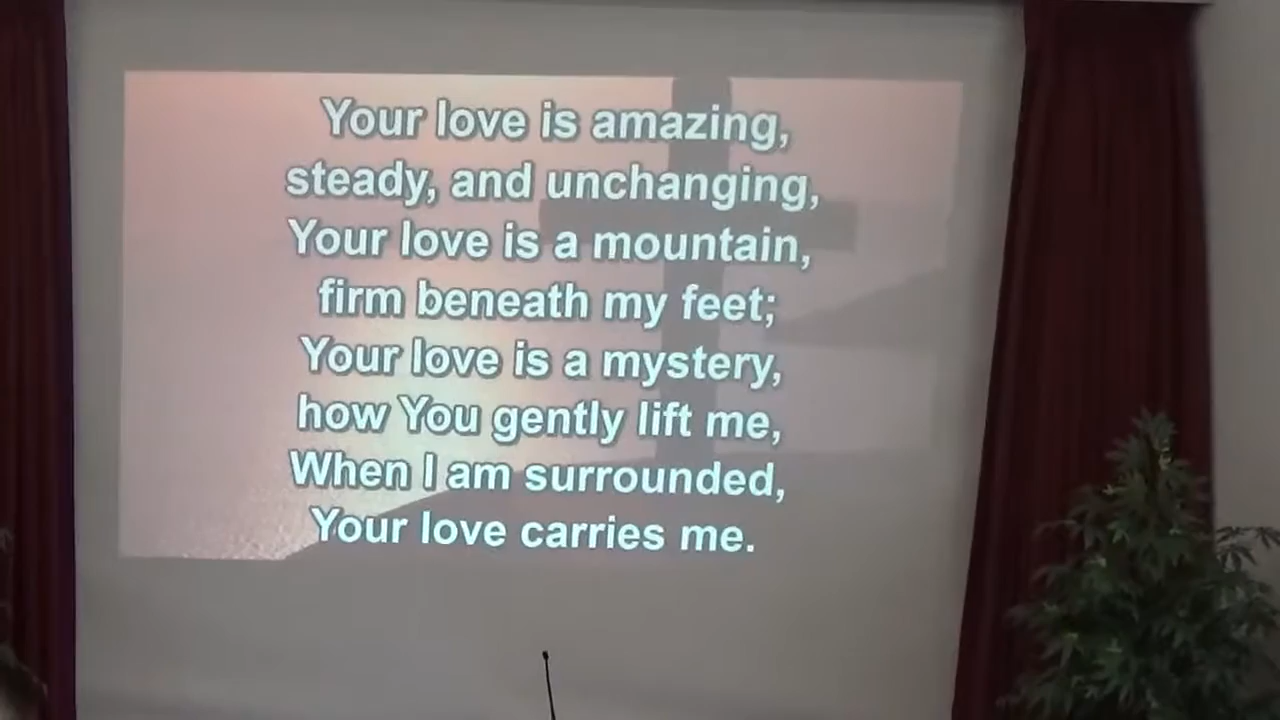 Your love is amazing,
steady, and unchanging,
Your love is a mountain,
firm beneath my feet;
Your love is a mystery,
how You gently lift me,
When I am surrounded,
Your love carries me.